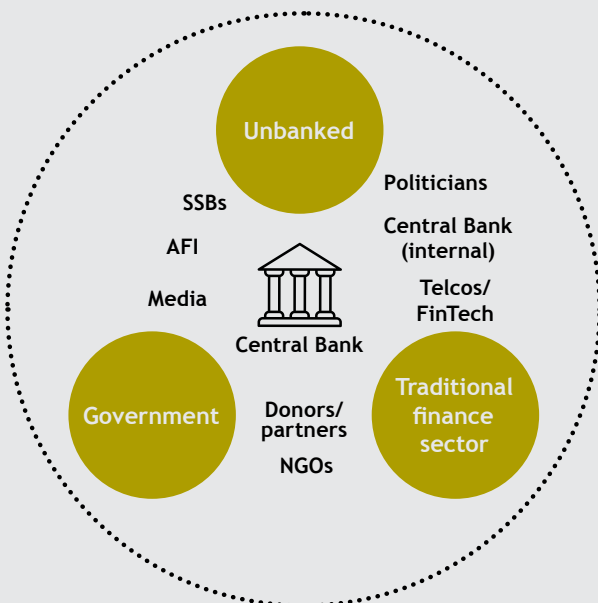 Unbanked
Politicians
SSBs
Central Bank
(internal)
AFI
Telcos/
FinTech
Media
Central Bank
Government
Donors/
partners
NGOs
Traditional
finance
sector